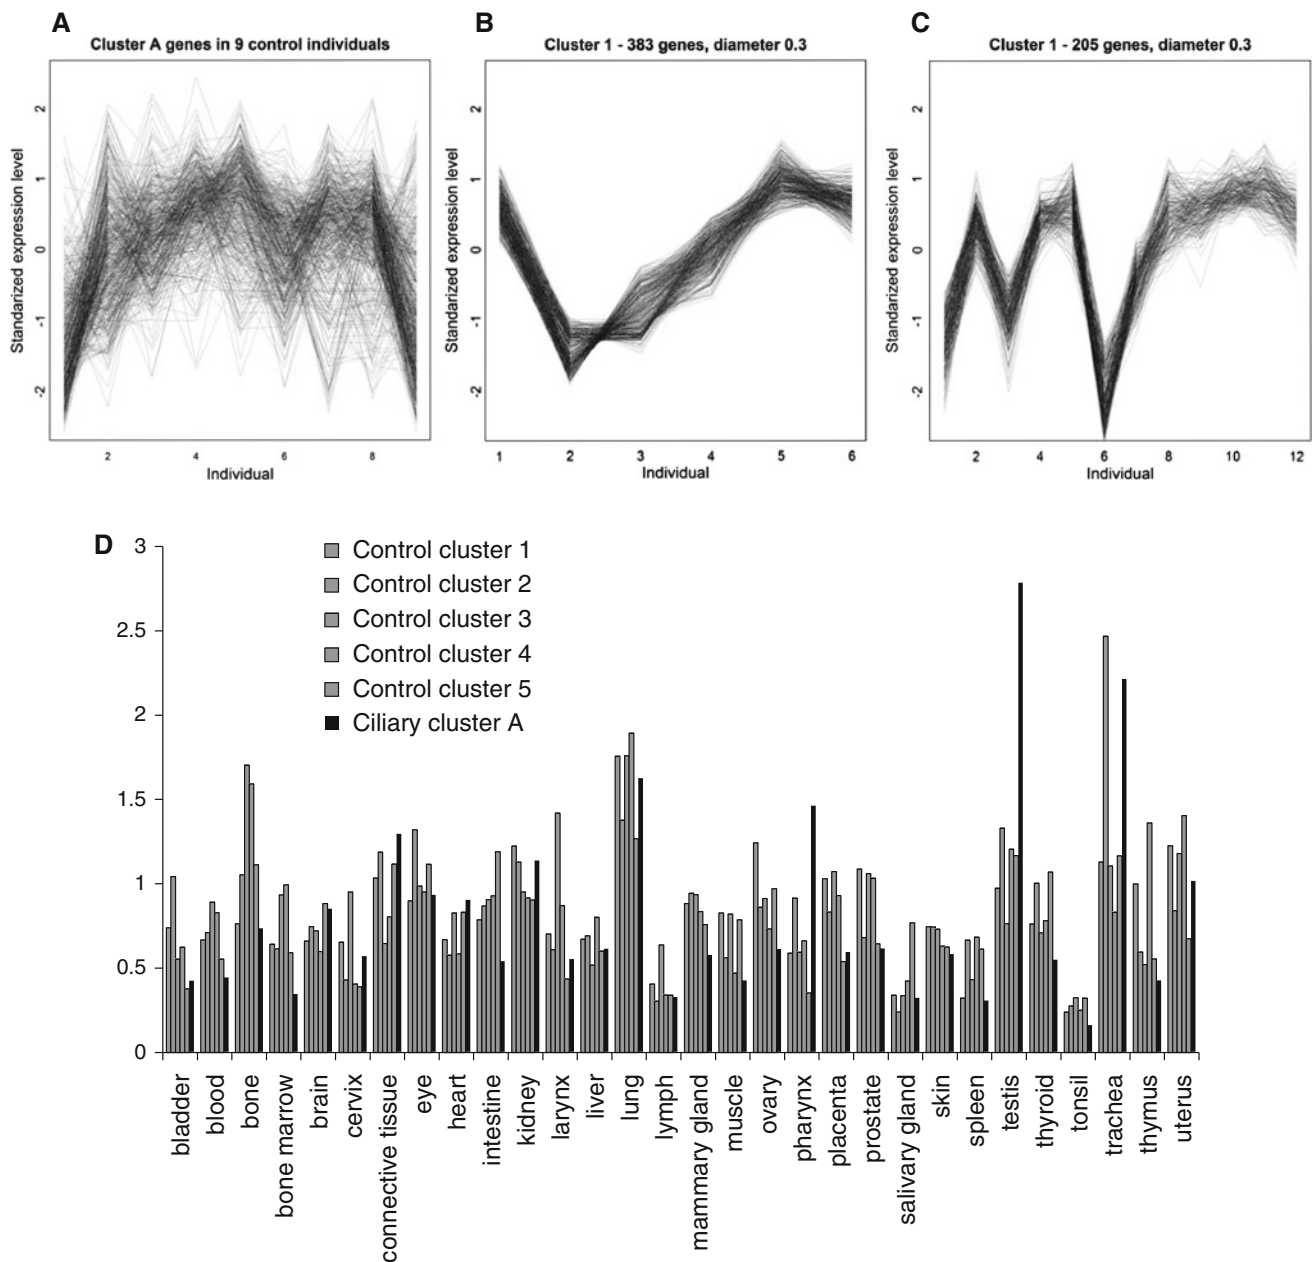 A
Cluster A genes in 9 control individuals
2
1
0
-1
-2
Standarized expression level
2
4
6
8
Individual
B
Cluster 1 - 383 genes, diameter 0.3
2
1
0
-1
-2
Standarized expression level
1
2
3
4
5
6
Individual
C
Cluster 1 - 205 genes, diameter 0.3
2
1
0
-1
-2
Standarized expression level
2
4
6
8
10
12
Individual
D
3
2.5
2
1.5
1
0.5
0
Control cluster 1
Control cluster 2
Control cluster 3
Control cluster 4
Control cluster 5
Ciliary cluster A
bladder
blood
bone
bone marrow
brain
cervix
connective tissue
eye
heart
intestine
kidney
larynx
liver
lung
lymph
mammary gland
muscle
ovary
pharynx
placenta
prostate
salivary gland
skin
spleen
testis
thyroid
tonsil
trachea
thymus
uterus